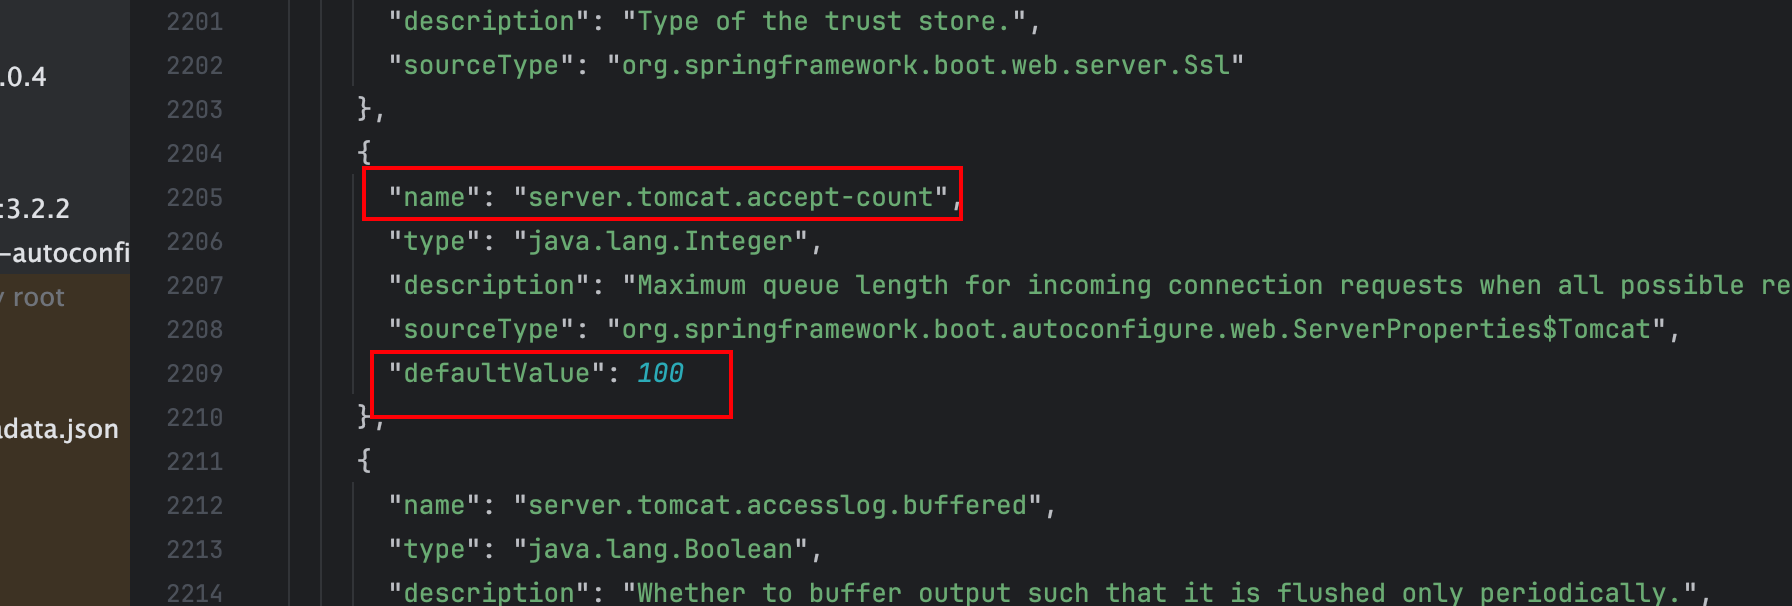 .0.4
:3.2.2
-autoconfi
root
data.json
2201 "description": "Type of the trust store.",
2202 "sourceType": "org.springframework.boot.web.server.Ssl"
2203 },
2204 {
2205 "name": "server.tomcat.accept-count",
2206 "type": "java.lang.Integer",
2207 "description": "Maximum queue length for incoming connection requests when all possible re
2208 "sourceType": "org.springframework.boot.autoconfigure.web.ServerProperties$Tomcat",
2209 "defaultValue": 100
2210 },
2211 {
2212 "name": "server.tomcat.accesslog.buffered",
2213 "type": "java.lang.Boolean",
2214 "description": "Whether to buffer output such that it is flushed only periodically.",